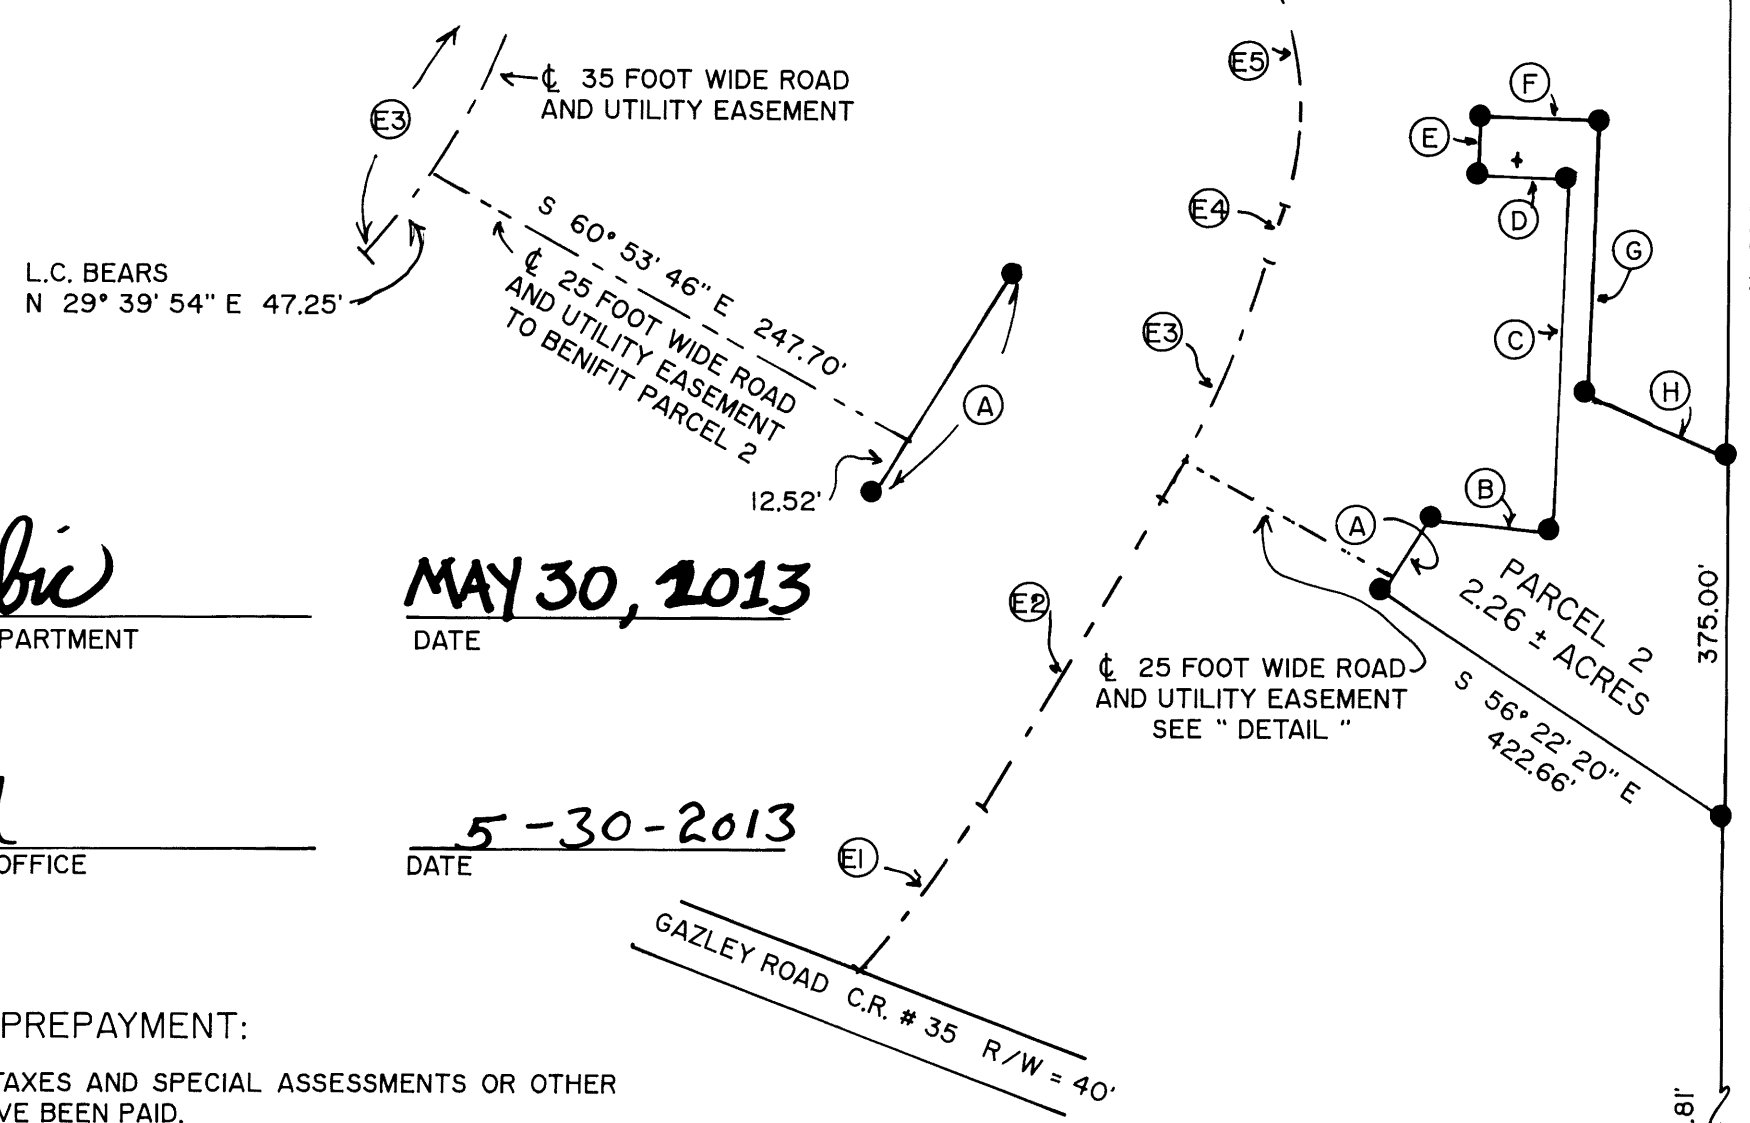 ℄ 35 FOOT WIDE ROAD
AND UTILITY EASEMENT
E3
L.C. BEARS
N 29° 39' 54" E 47.25'
S 60° 53' 46" E 247.70'
℄ 25 FOOT WIDE ROAD
AND UTILITY EASEMENT
TO BENIFIT PARCEL 2
A
12.52'
E5
E4
E3
E2
E1
F
E
D
G
C
H
B
A
PARCEL 2
2.26 ± ACRES
375.00'
℄ 25 FOOT WIDE ROAD
AND UTILITY EASEMENT
SEE " DETAIL "
S 56° 22' 20" E
422.66'
GAZLEY ROAD C.R. # 35 R/W = 40'
.81'
MAY 30, 2013
PARTMENT
DATE
5-30-2013
OFFICE
DATE
PREPAYMENT:
TAXES AND SPECIAL ASSESSMENTS OR OTHER
VE BEEN PAID.